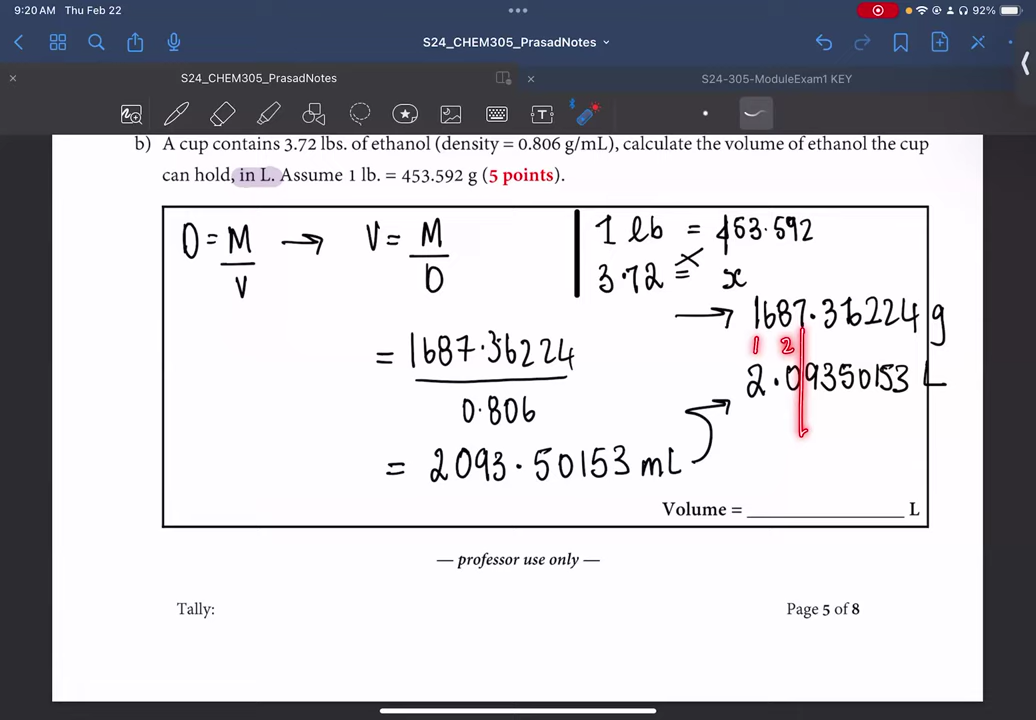 9:20 AM Thu Feb 22
92%
S24_CHEM305_PrasadNotes
S24_CHEM305_PrasadNotes
S24-305-ModuleExam1 KEY
b) A cup contains 3.72 lbs. of ethanol (density = 0.806 g/mL), calculate the volume of ethanol the cup
can hold, in L. Assume 1 lb. = 453.592 g (5 points).
D = M/V → V = M/D
1 lb = 453.592
3.72 = x
→ 1687.36224 g
= 1687.36224 / 0.806
1 2
2.09350153 L
= 2093.50153 mL
Volume = ________________ L
— professor use only —
Tally:
Page 5 of 8